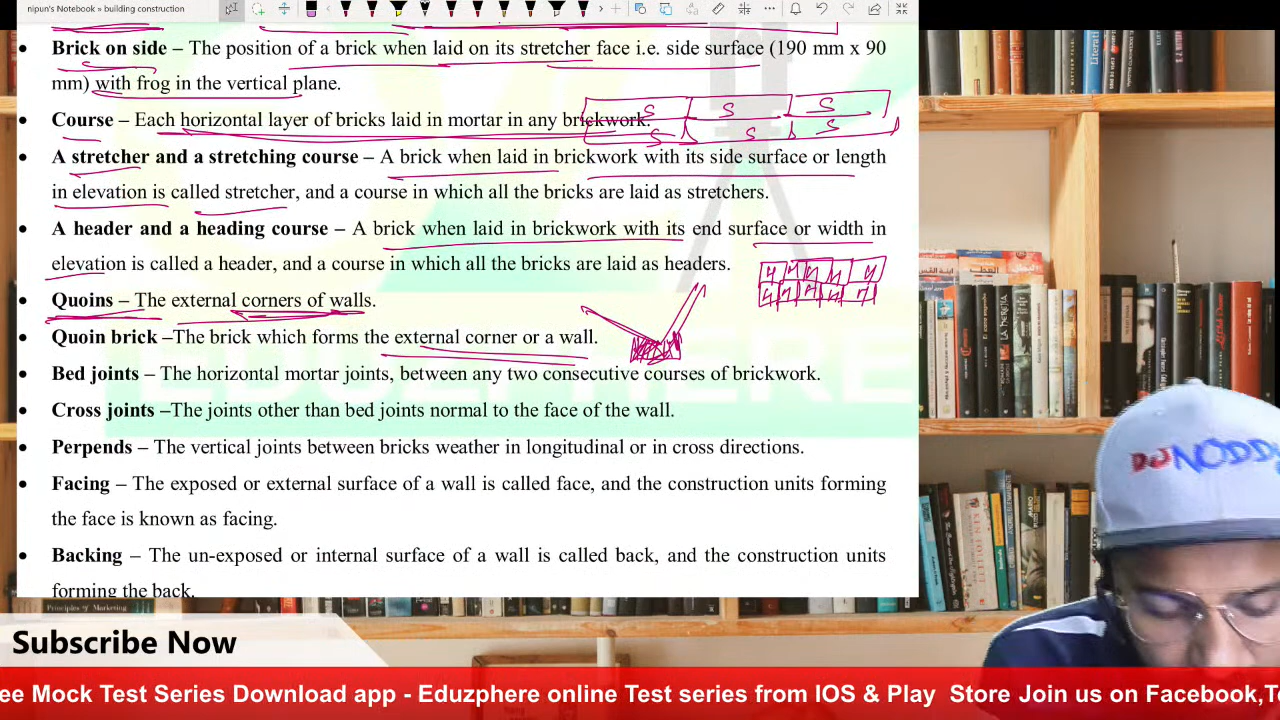 nipun's Notebook » building construction
Brick on side – The position of a brick when laid on its stretcher face i.e. side surface (190 mm x 90
mm) with frog in the vertical plane.
Course – Each horizontal layer of bricks laid in mortar in any brickwork.
S S S
S S S
A stretcher and a stretching course – A brick when laid in brickwork with its side surface or length
in elevation is called stretcher, and a course in which all the bricks are laid as stretchers.
A header and a heading course – A brick when laid in brickwork with its end surface or width in
elevation is called a header, and a course in which all the bricks are laid as headers.
Quoins – The external corners of walls.
Quoin brick –The brick which forms the external corner or a wall.
Bed joints – The horizontal mortar joints, between any two consecutive courses of brickwork.
Cross joints –The joints other than bed joints normal to the face of the wall.
Perpends – The vertical joints between bricks weather in longitudinal or in cross directions.
Facing – The exposed or external surface of a wall is called face, and the construction units forming
the face is known as facing.
Backing – The un-exposed or internal surface of a wall is called back, and the construction units
forming the back.
DJNODDY
Principles of Marketing
Subscribe Now
ee Mock Test Series Download app - Eduzphere online Test series from IOS & Play Store Join us on Facebook,Te